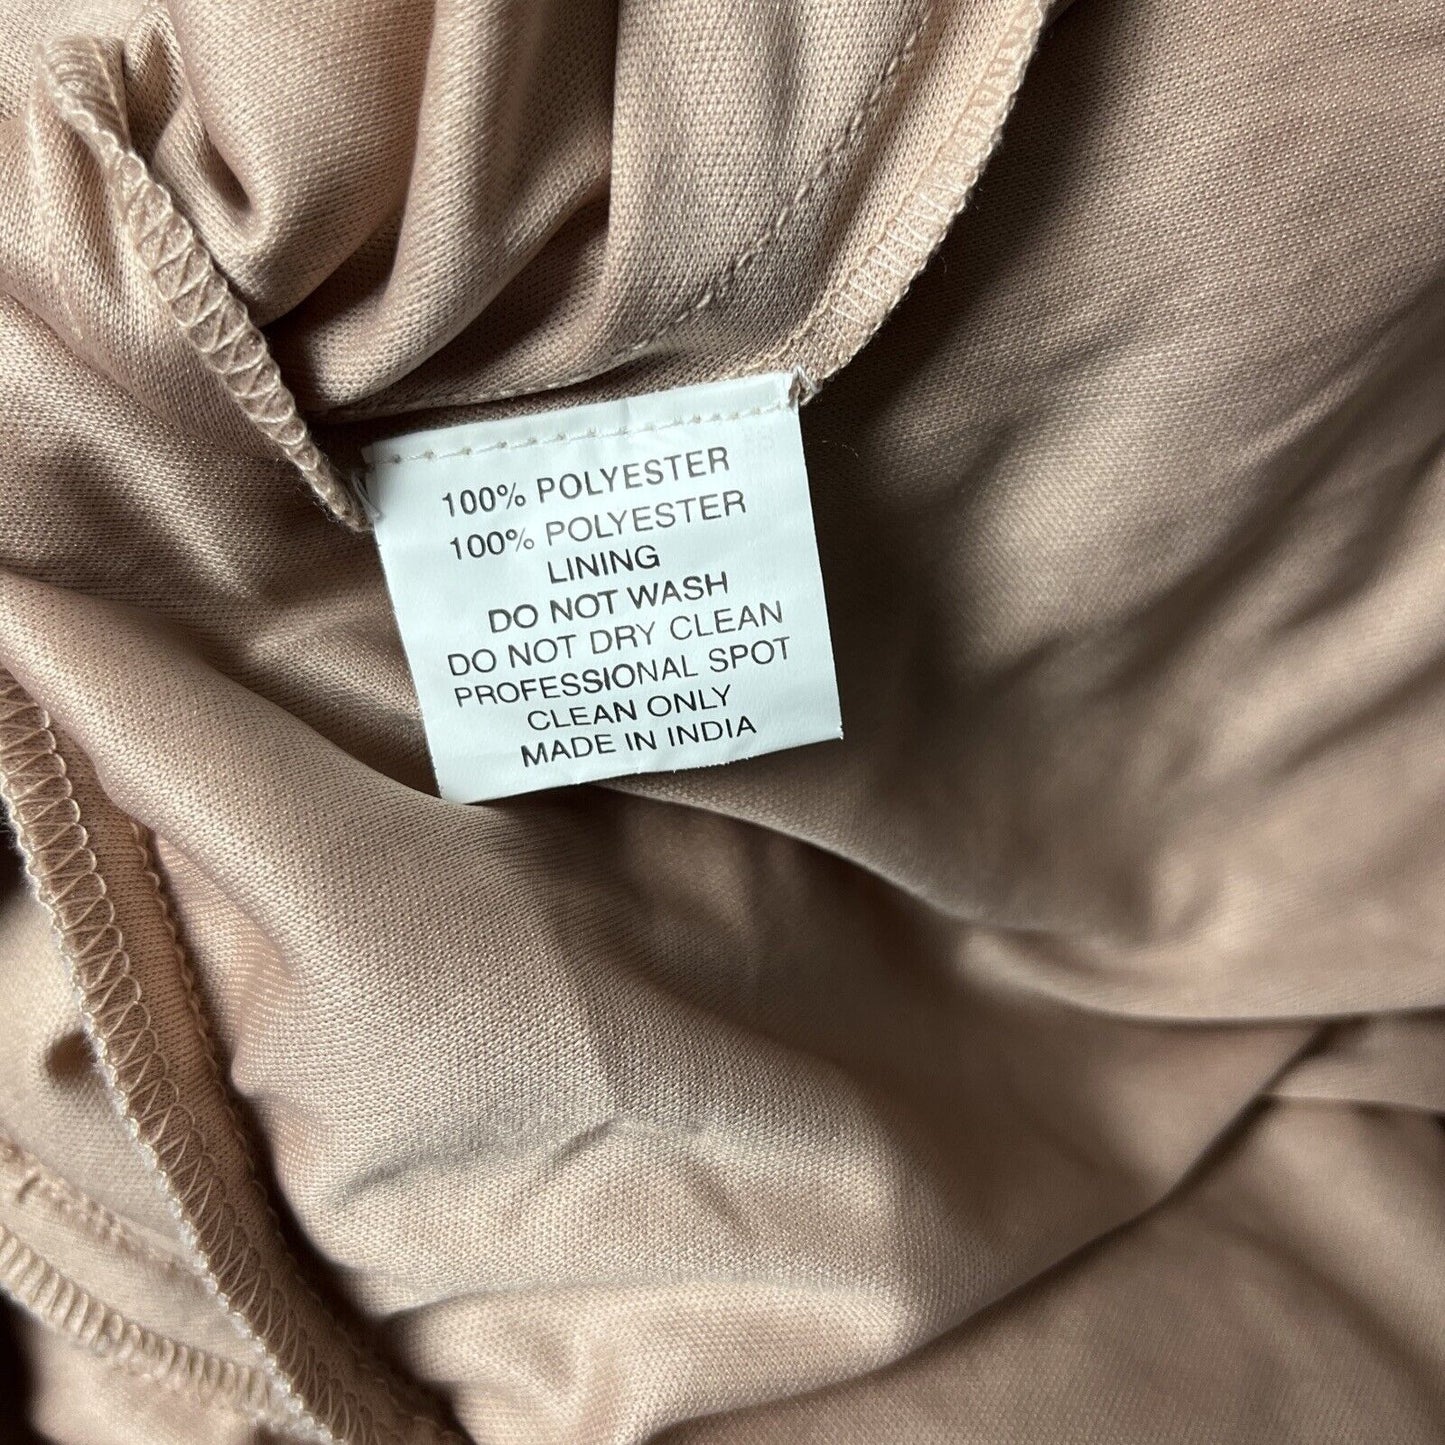 100% POLYESTER
100% POLYESTER
LINING
DO NOT WASH
DO NOT DRY CLEAN
PROFESSIONAL SPOT
CLEAN ONLY
MADE IN INDIA